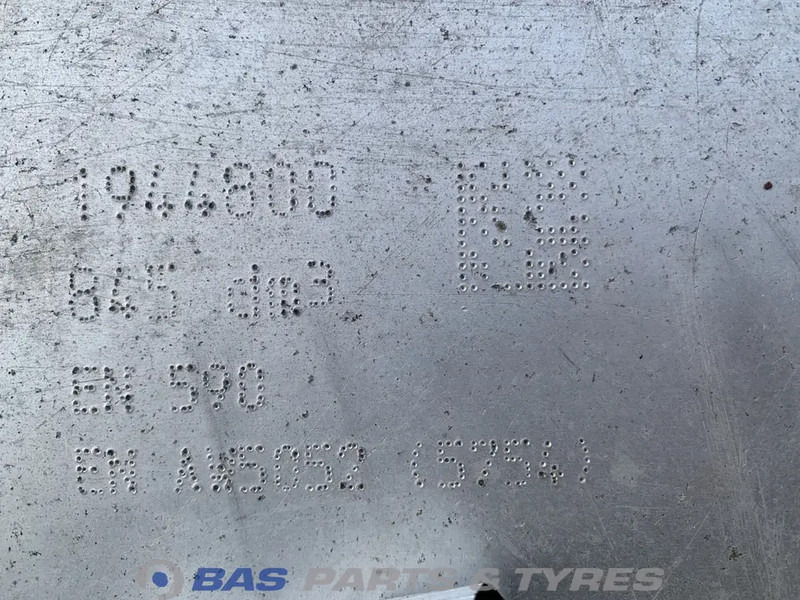 1944800
845 dm3
EN 590
EN AW5052 (5754)
BAS PARTS & TYRES